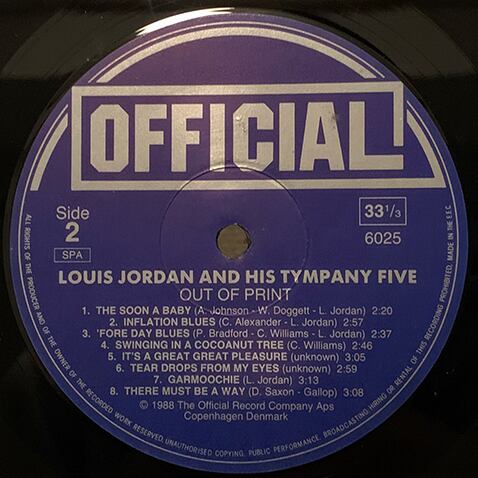 OFFICIAL
Side
2
SPA
33 1/3
6025
LOUIS JORDAN AND HIS TYMPANY FIVE
OUT OF PRINT
1. THE SOON A BABY (A. Johnson - W. Doggett - L. Jordan) 2:20
2. INFLATION BLUES (C. Alexander - L. Jordan) 2:57
3. 'FORE DAY BLUES (P. Bradford - C. Williams - L. Jordan) 3:17
4. SWINGING IN A COCOANUT TREE (C. Williams) 2:46
5. IT'S A GREAT GREAT PLEASURE (unknown) 3:05
6. TEAR DROPS FROM MY EYES (unknown) 2:59
7. GARMOOCHIE (L. Jordan) 3:13
8. THERE MUST BE A WAY (D. Saxon - Gallop) 3:08
© 1988 The Official Record Company Aps
Copenhagen Denmark
ALL RIGHTS OF THE PRODUCER AND OF THE OWNER OF THE RECORDED WORK RESERVED. UNAUTHORISED COPYING, PUBLIC PERFORMANCE, BROADCASTING, HIRING OR RENTAL OF THIS RECORDING PROHIBITED. MADE IN THE E.E.C.